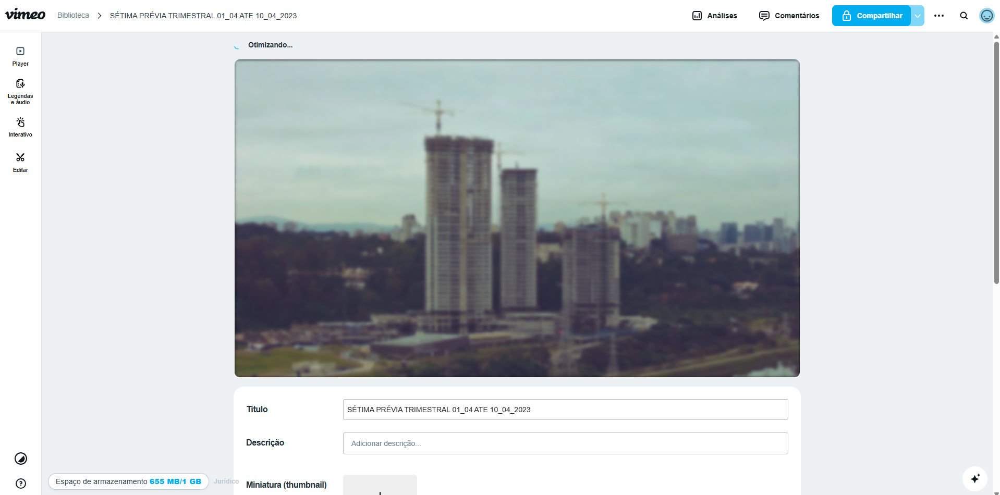 vimeo
Biblioteca
SÉTIMA PRÉVIA TRIMESTRAL 01_04 ATE 10_04_2023
Análises
Comentários
Compartilhar
Otimizando...
Player
Legendas
e áudio
Interativo
Editar
Título
SÉTIMA PRÉVIA TRIMESTRAL 01_04 ATE 10_04_2023
Descrição
Adicionar descrição...
Espaço de armazenamento 655 MB/1 GB
Jurídico
Miniatura (thumbnail)